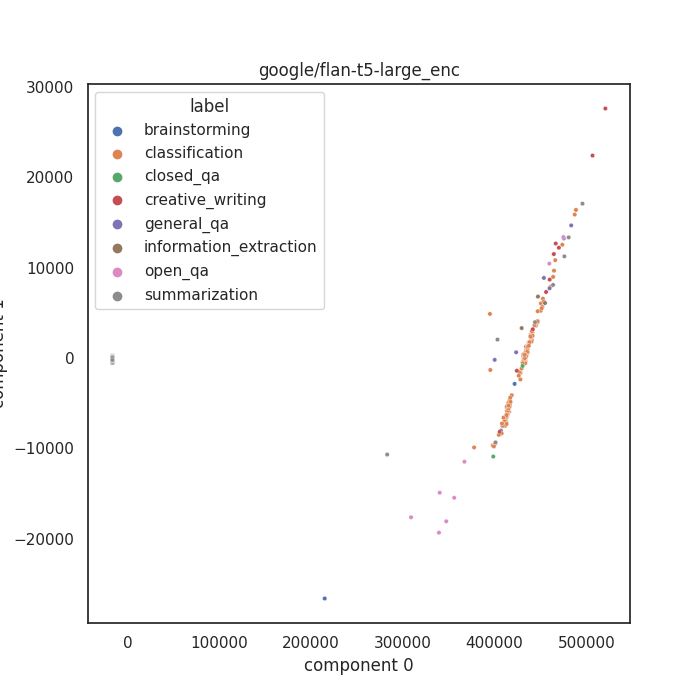 google/flan-t5-large_enc
30000
20000
10000
0
−10000
−20000
label
brainstorming
classification
closed_qa
creative_writing
general_qa
information_extraction
open_qa
summarization
0
100000
200000
300000
400000
500000
component 0
component 1